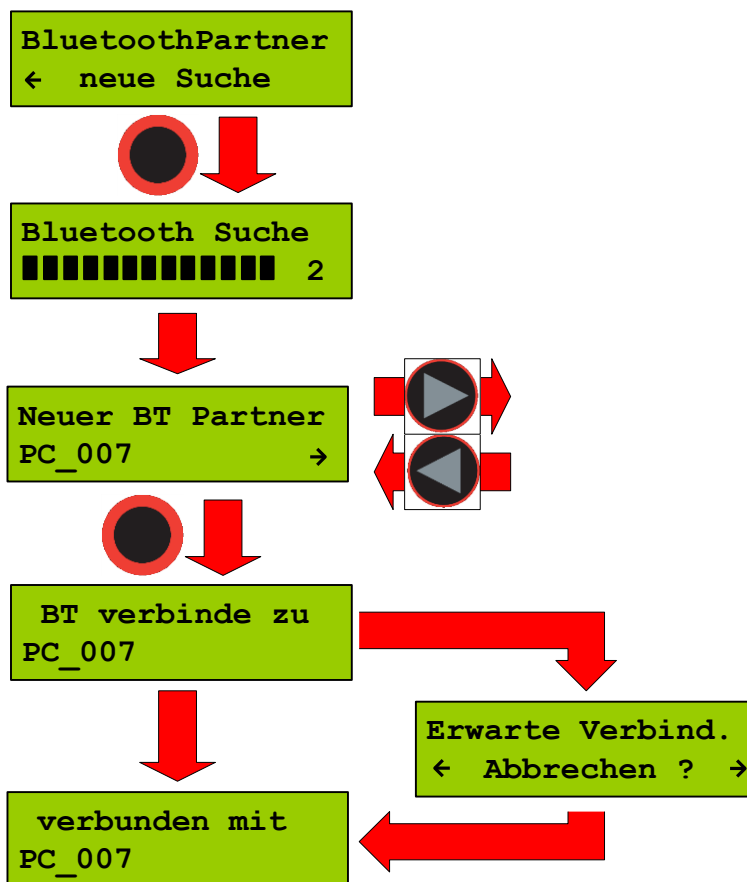 BluetoothPartner
← neue Suche
Bluetooth Suche
█████████████ 2
Neuer BT Partner
PC_007 →
BT verbinde zu
PC_007
Erwarte Verbind.
← Abbrechen ? →
verbunden mit
PC_007